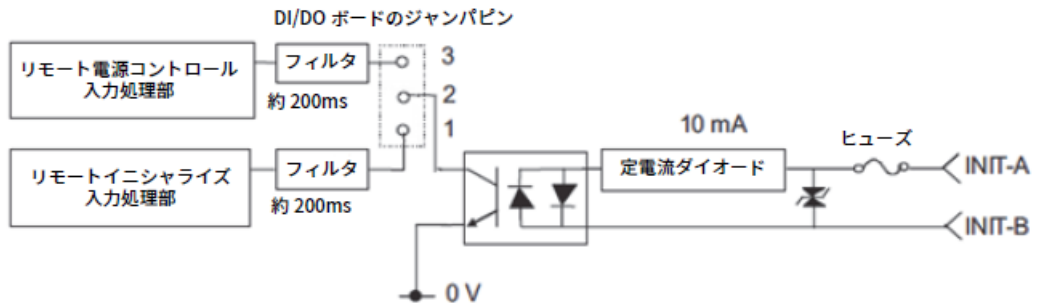 DI/DO ボードのジャンパピン
リモート電源コントロール
入力処理部
フィルタ
約 200ms
3
2
1
リモートイニシャライズ
入力処理部
フィルタ
約 200ms
10 mA
定電流ダイオード
ヒューズ
INIT-A
INIT-B
0 V